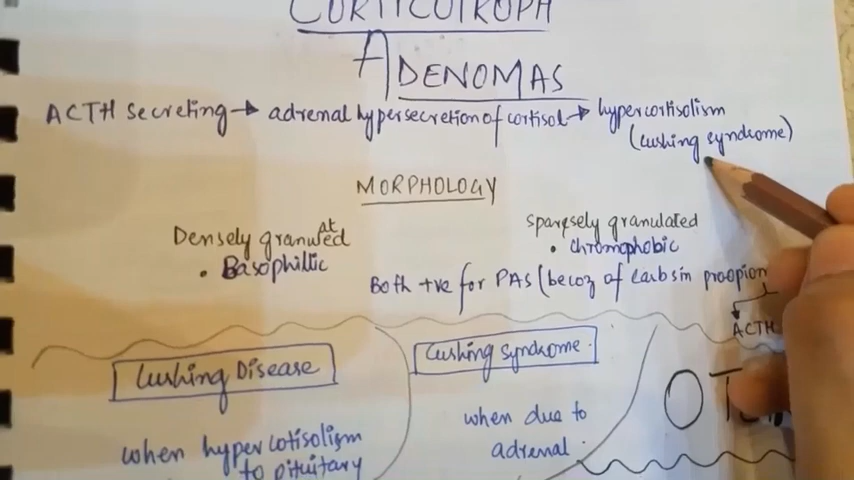 CORTICOTROPH
ADENOMAS
ACTH secreting → adrenal hypersecretion of cortisol → hypercortisolism
(Cushing syndrome)
MORPHOLOGY
Densely granulated
• Basophillic
sparsely granulated
• chromophobic
Both +ve for PAS (becoz of carbs in proopion
ACTH
Cushing Disease
when hypercotisolism
to pituitary
Cushing syndrome.
when due to
adrenal.